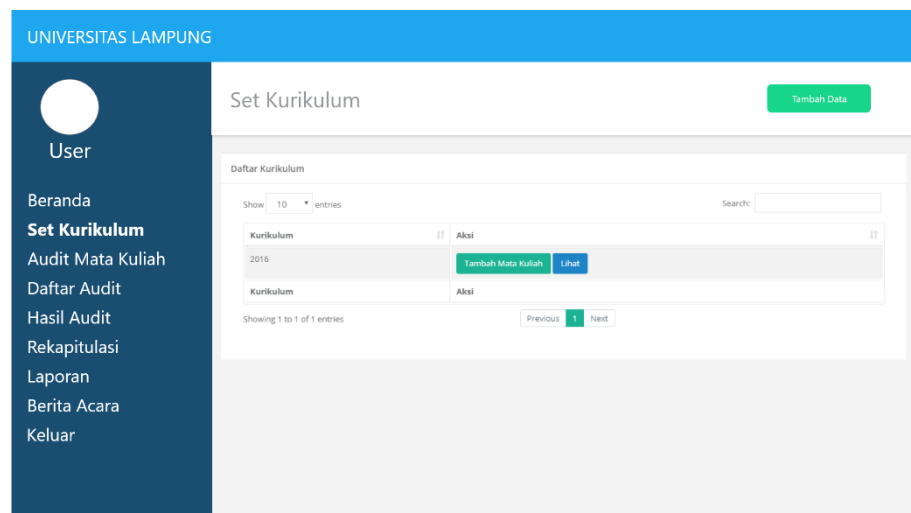 UNIVERSITAS LAMPUNG
User
Beranda
Set Kurikulum
Audit Mata Kuliah
Daftar Audit
Hasil Audit
Rekapitulasi
Laporan
Berita Acara
Keluar
Set Kurikulum
Tambah Data
Daftar Kurikulum
Show 10 entries
Search:
Kurikulum Aksi
2016 Tambah Mata Kuliah Lihat
Kurikulum Aksi
Showing 1 to 1 of 1 entries
Previous 1 Next